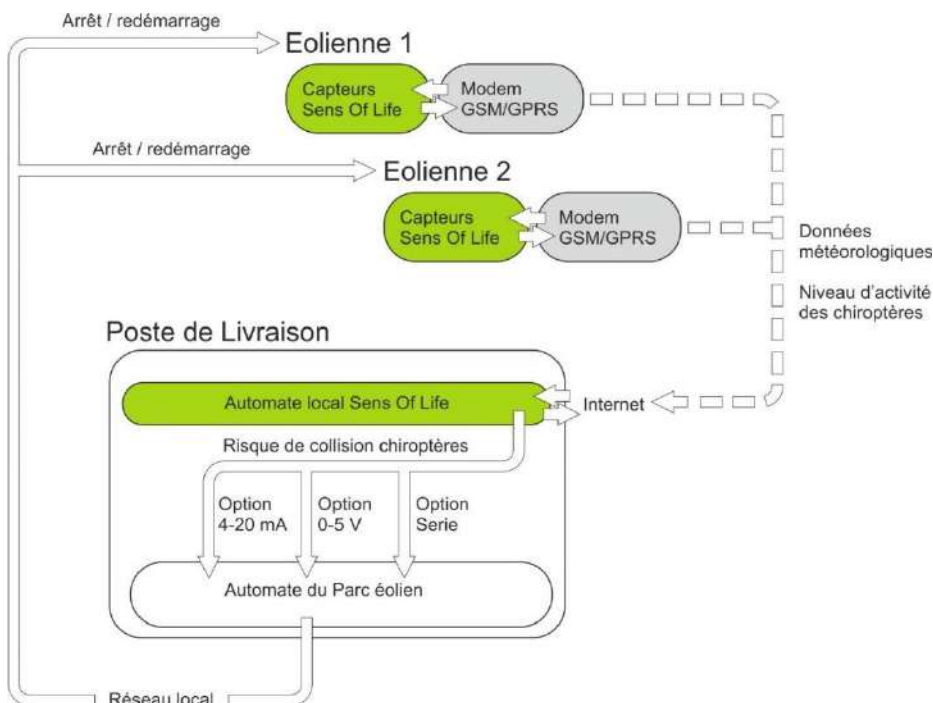 Arrêt / redémarrage
Eolienne 1
Capteurs
Sens Of Life
Modem
GSM/GPRS
Arrêt / redémarrage
Eolienne 2
Capteurs
Sens Of Life
Modem
GSM/GPRS
Données
météorologiques
Niveau d'activité
des chiroptères
Poste de Livraison
Automate local Sens Of Life
Internet
Risque de collision chiroptères
Option
4-20 mA
Option
0-5 V
Option
Serie
Automate du Parc éolien
Réseau local